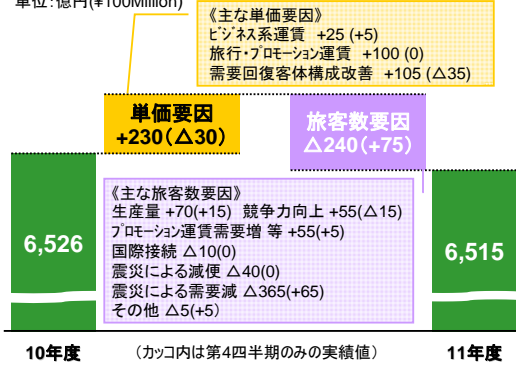 単位：億円(¥100Million)
《主な単価要因》
ﾋﾞｼﾞﾈｽ系運賃 +25 (+5)
旅行・ﾌﾟﾛﾓｰｼｮﾝ運賃 +100 (0)
需要回復客体構成改善 +105 (△35)
単価要因
+230(△30)
旅客数要因
△240(+75)
《主な旅客数要因》
生産量 +70(+15) 競争力向上 +55(△15)
ﾌﾟﾛﾓｰｼｮﾝ運賃需要増 等 +55(+5)
国際接続 △10(0)
震災による減便 △40(0)
震災による需要減 △365(+65)
その他 △5(+5)
6,526
6,515
10年度
(カッコ内は第4四半期のみの実績値)
11年度